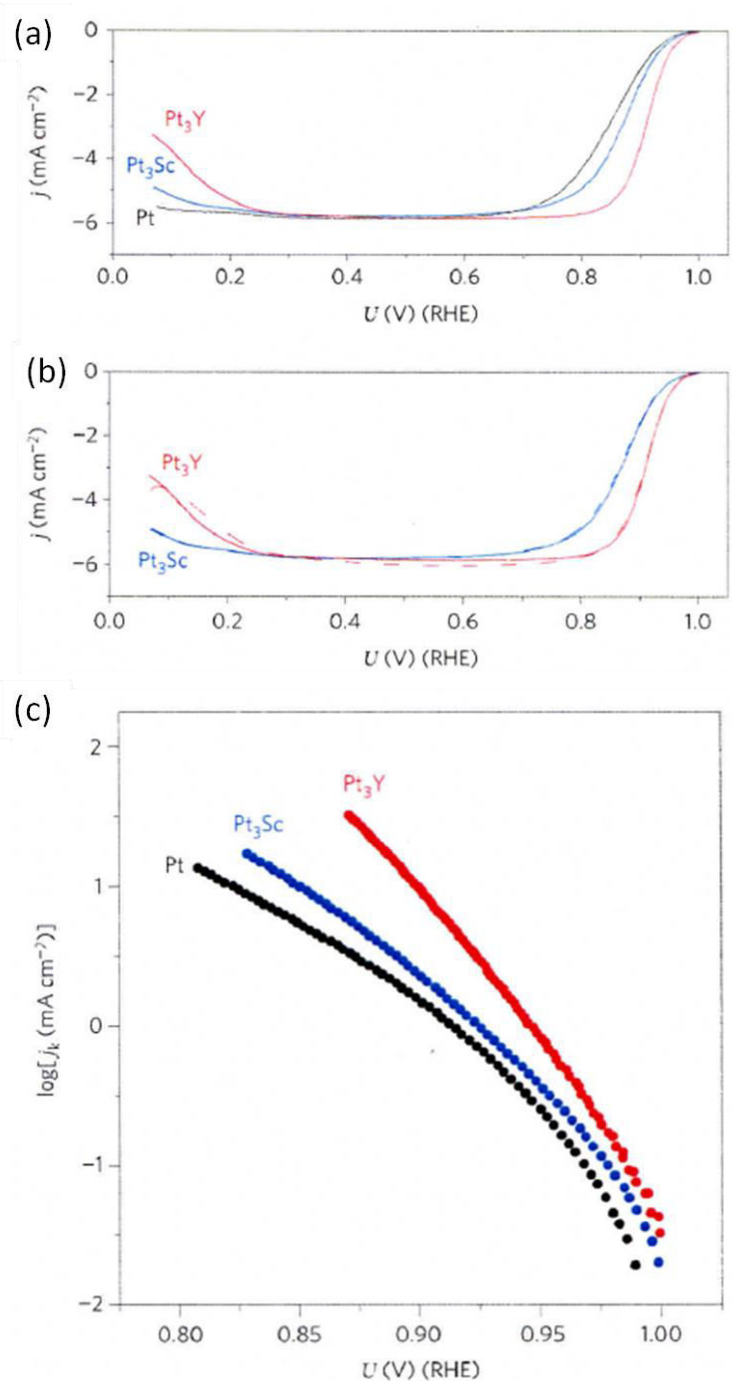 (a)
0
−2
−4
−6
j (mA cm⁻²)
Pt₃Y
Pt₃Sc
Pt
0.0 0.2 0.4 0.6 0.8 1.0
U (V) (RHE)
(b)
0
−2
−4
−6
j (mA cm⁻²)
Pt₃Y
Pt₃Sc
0.0 0.2 0.4 0.6 0.8 1.0
U (V) (RHE)
(c)
2
1
0
−1
−2
log[jₖ (mA cm⁻²)]
Pt₃Y
Pt₃Sc
Pt
0.80 0.85 0.90 0.95 1.00
U (V) (RHE)